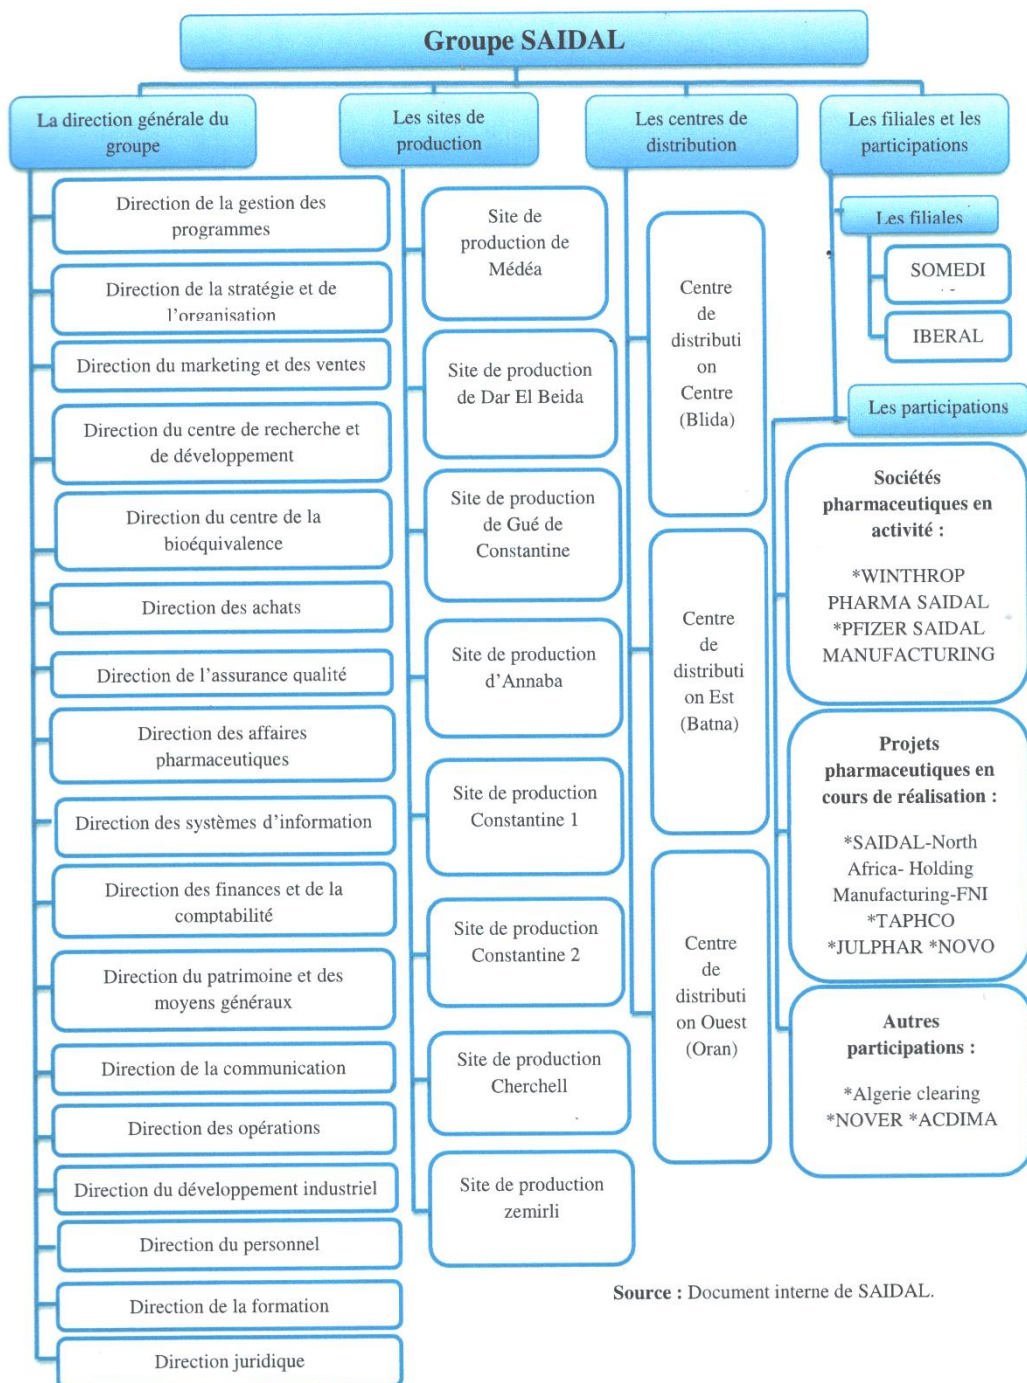 Groupe SAIDAL
La direction générale du
groupe
Direction de la gestion des
programmes
Direction de la stratégie et de
l'organisation
Direction du marketing et des ventes
Direction du centre de recherche et
de développement
Direction du centre de la
bioéquivalence
Direction des achats
Direction de l'assurance qualité
Direction des affaires
pharmaceutiques
Direction des systèmes d'information
Direction des finances et de la
comptabilité
Direction du patrimoine et des
moyens généraux
Direction de la communication
Direction des opérations
Direction du développement industriel
Direction du personnel
Direction de la formation
Direction juridique
Les sites de
production
Site de
production de
Médéa
Site de production
de Dar El Beida
Site de production
de Gué de
Constantine
Site de production
d'Annaba
Site de production
Constantine 1
Site de production
Constantine 2
Site de production
Cherchell
Site de production
zemirli
Les centres de
distribution
Centre
de
distributi
on
Centre
(Blida)
Centre
de
distributi
on Est
(Batna)
Centre
de
distributi
on Ouest
(Oran)
Les filiales et les
participations
Les filiales
SOMEDI
IBERAL
Les participations
Sociétés
pharmaceutiques en
activité :
*WINTHROP
PHARMA SAIDAL
*PFIZER SAIDAL
MANUFACTURING
Projets
pharmaceutiques en
cours de réalisation :
*SAIDAL-North
Africa- Holding
Manufacturing-FNI
*TAPHCO
*JULPHAR *NOVO
Autres
participations :
*Algerie clearing
*NOVER *ACDIMA
Source : Document interne de SAIDAL.